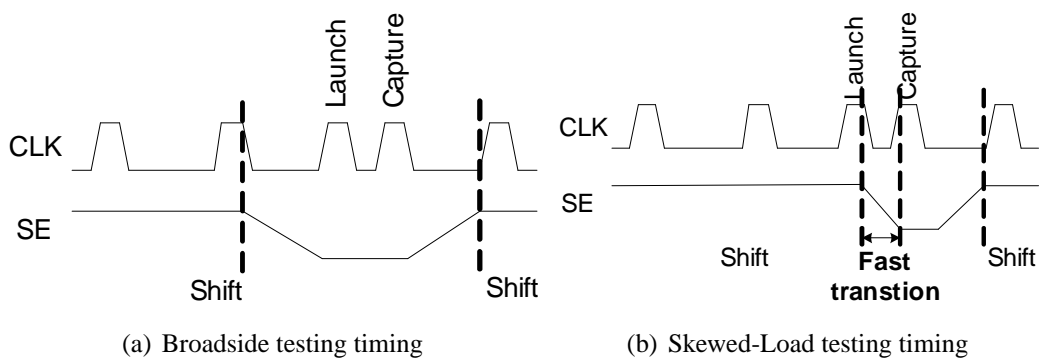 Launch
Capture
CLK
SE
Shift
Shift
(a) Broadside testing timing
Launch
Capture
CLK
SE
Shift
Fast
transtion
Shift
(b) Skewed-Load testing timing